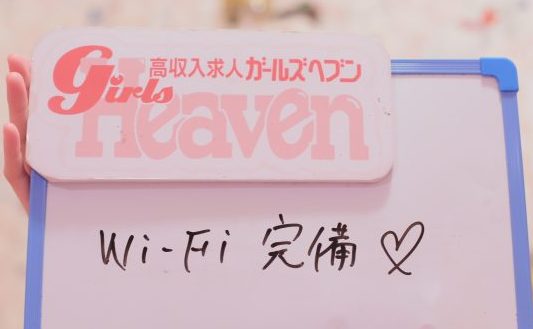 高収入求人ガールズヘブン
Girls
Heaven
Wi-Fi 完備♡